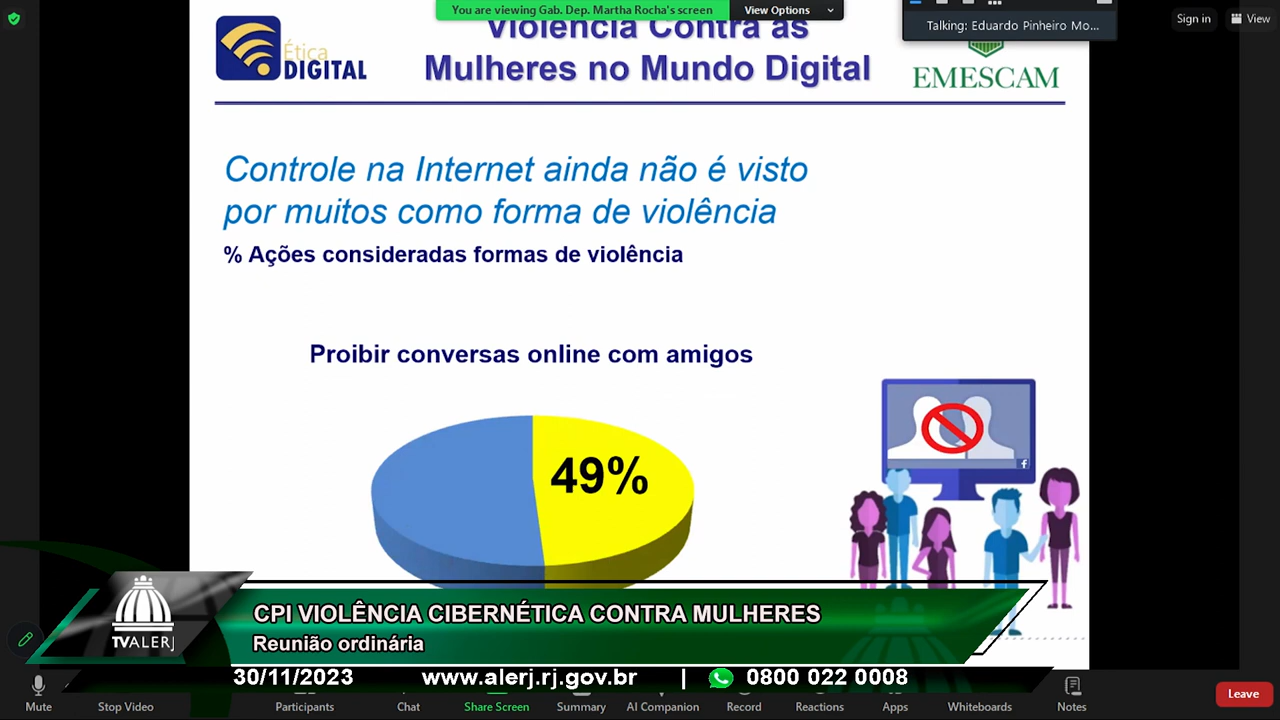 You are viewing Gab. Dep. Martha Rocha's screen
View Options
Talking: Eduardo Pinheiro Mo...
Sign in
View
Ética
DIGITAL
Violência Contra as
Mulheres no Mundo Digital
EMESCAM
Controle na Internet ainda não é visto
por muitos como forma de violência
% Ações consideradas formas de violência
Proibir conversas online com amigos
49%
f
CPI VIOLÊNCIA CIBERNÉTICA CONTRA MULHERES
Reunião ordinária
TVALERJ
30/11/2023 www.alerj.rj.gov.br | 0800 022 0008
Mute
Stop Video
Participants
Chat
Share Screen
Summary
AI Companion
Record
Reactions
Apps
Whiteboards
Notes
Leave